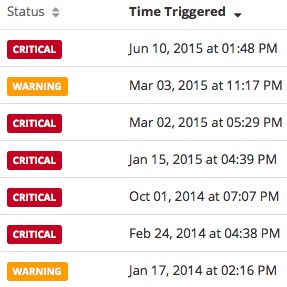 Status Time Triggered
CRITICAL Jun 10, 2015 at 01:48 PM
WARNING Mar 03, 2015 at 11:17 PM
CRITICAL Mar 02, 2015 at 05:29 PM
CRITICAL Jan 15, 2015 at 04:39 PM
CRITICAL Oct 01, 2014 at 07:07 PM
CRITICAL Feb 24, 2014 at 04:38 PM
WARNING Jan 17, 2014 at 02:16 PM